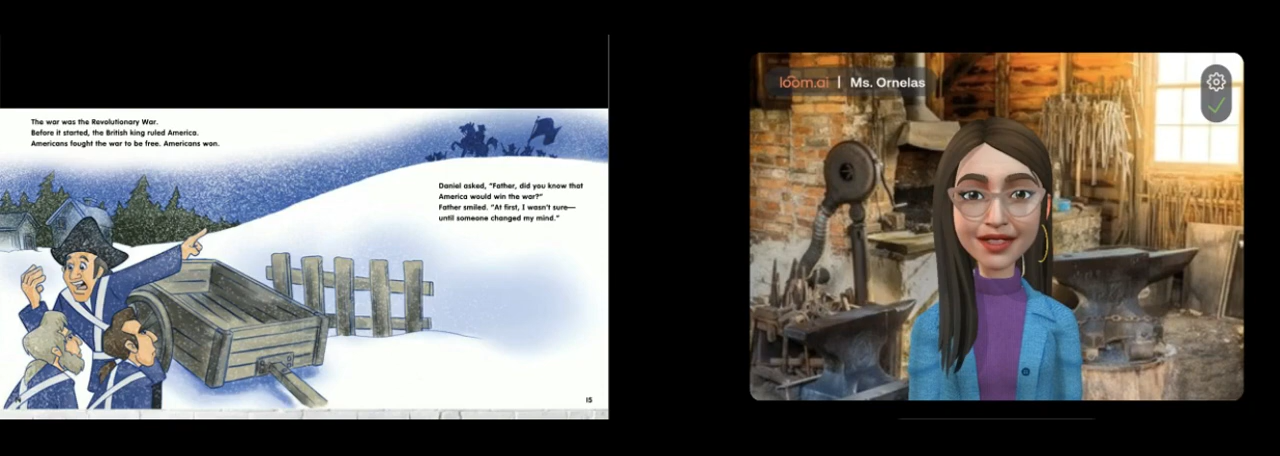 The war was the Revolutionary War.
Before it started, the British king ruled America.
Americans fought the war to be free. Americans won.
Daniel asked, "Father, did you know that
America would win the war?"
Father smiled. "At first, I wasn't sure—
until someone changed my mind."
15
loom.ai | Ms. Ornelas